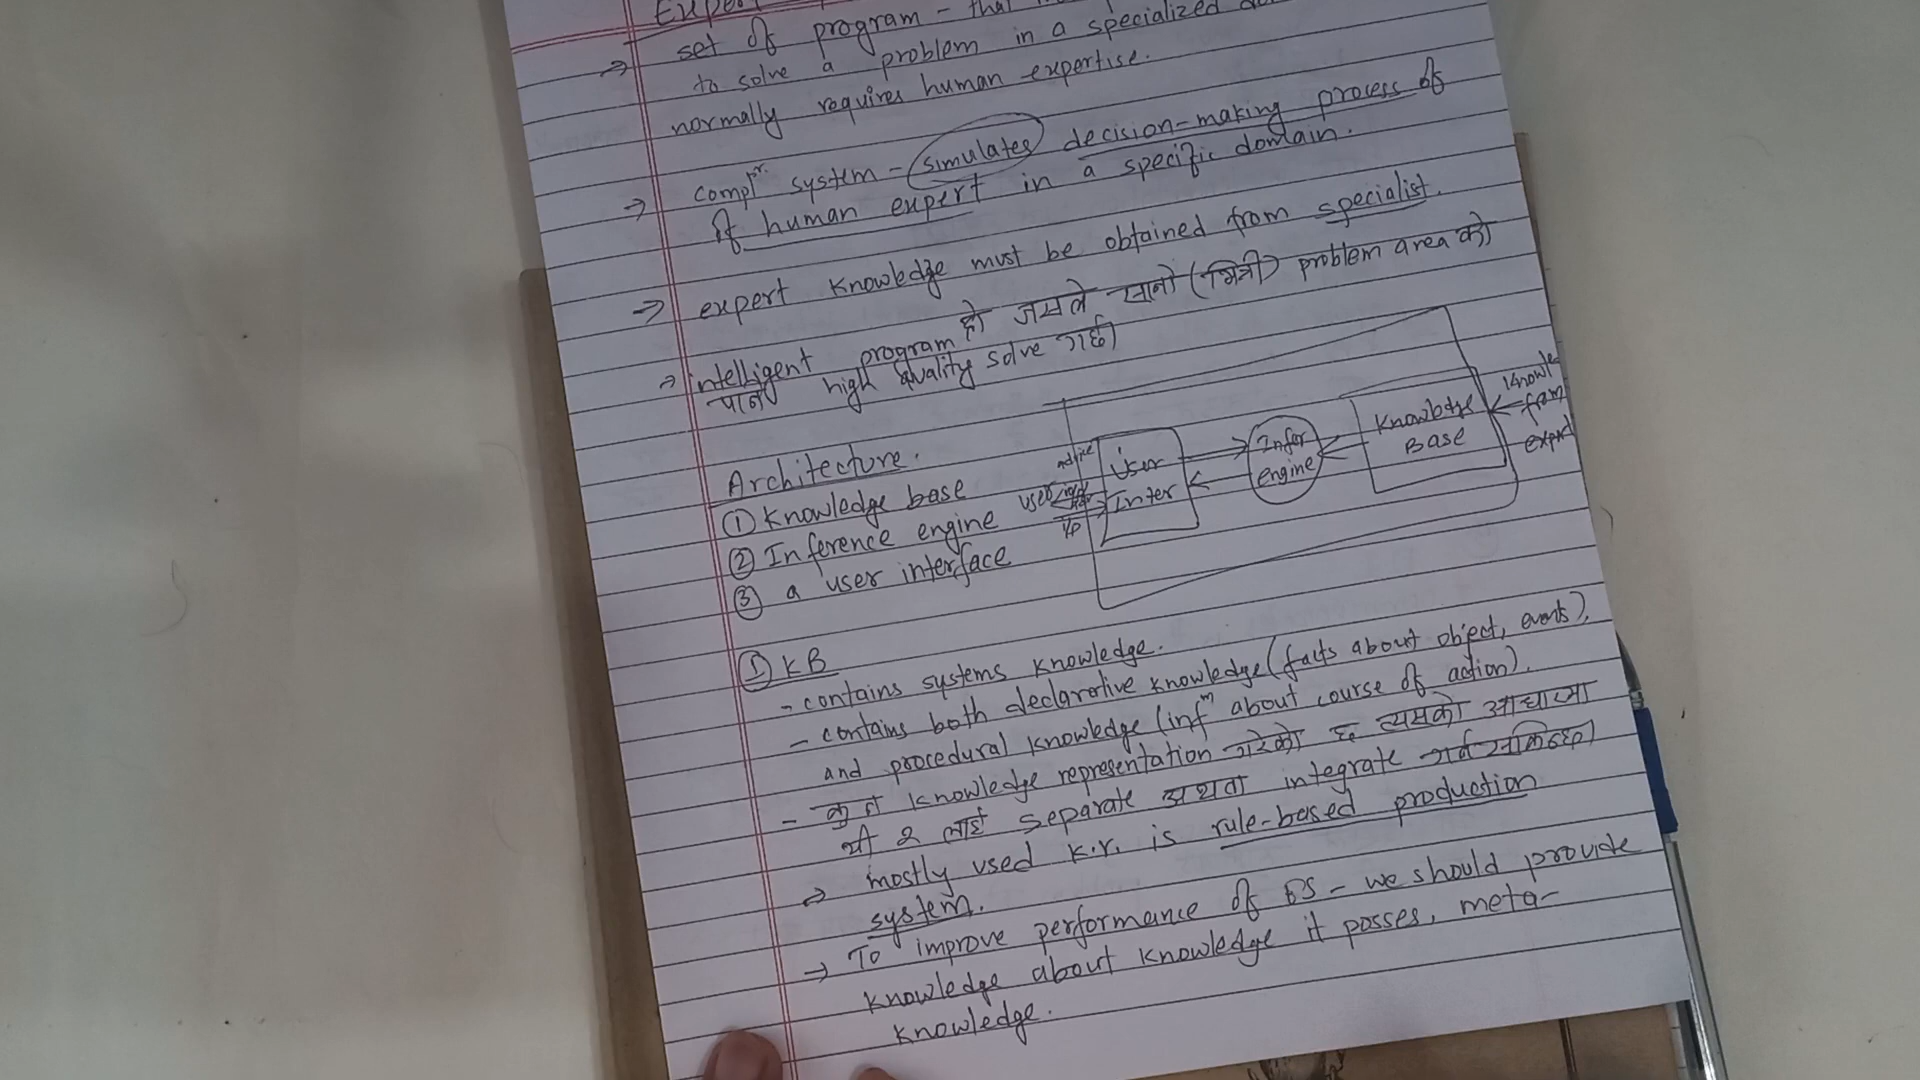 Expert
→ set of program - that
to solve a problem in a specialized
normally requires human expertise.
→ compʳ. system - simulates decision-making process of
of human expert in a specific domain.
→ expert knowledge must be obtained from specialist.
→ intelligent program हो जसले सानो (भित्री) problem area को
high quality solve गर्छ।
Architecture.
① Knowledge base
② Inference engine
③ a user interface
advice
User
I/P
User
Inter
Infer
engine
Knowledge
Base
Knowle
from
expert
① KB
- contains systems knowledge.
- contains both declarative knowledge (facts about object, events),
and procedural knowledge (infᵐ about course of action).
- कुन knowledge representation गरेको छ त्यसको आधारमा
यी २ लाई separate अथवा integrate गर्न सकिन्छ।
→ mostly used k.r. is rule-based production
system.
→ To improve performance of ES - we should provide
knowledge about knowledge it posses, meta-
knowledge.